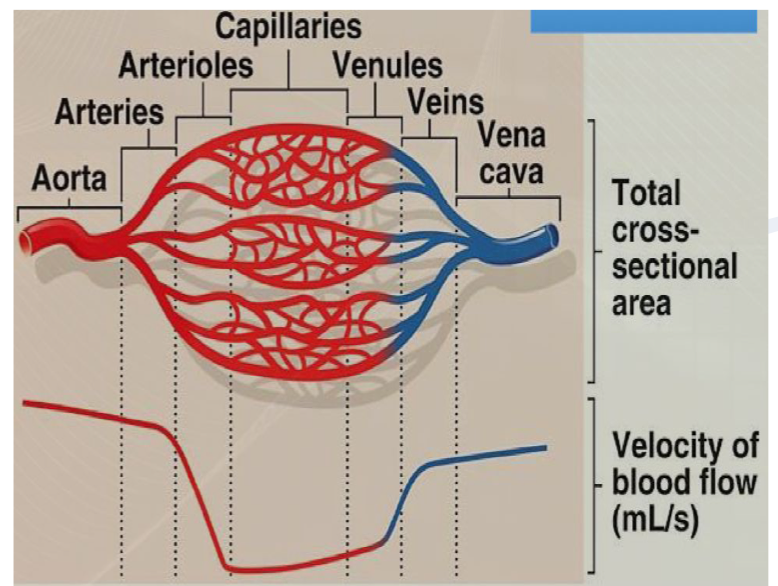 Capillaries
Arterioles
Venules
Arteries
Veins
Aorta
Vena
cava
Total
cross-
sectional
area
Velocity of
blood flow
(mL/s)